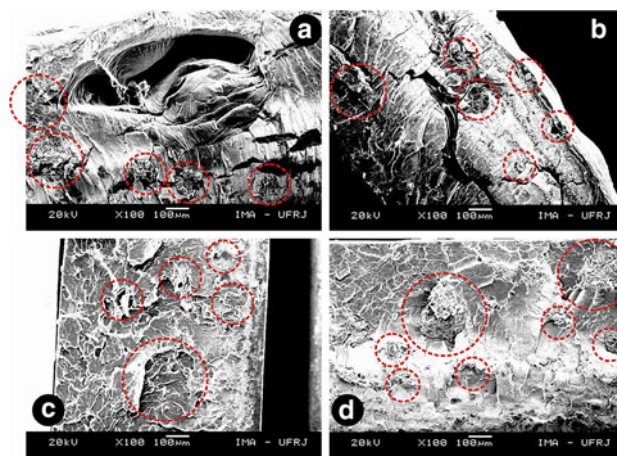 a
20kV X100 100µm IMA - UFRJ
b
20kV X100 100µm IMA - UFRJ
c
20kV X100 100µm IMA - UFRJ
d
20kV X100 100µm IMA - UFRJ